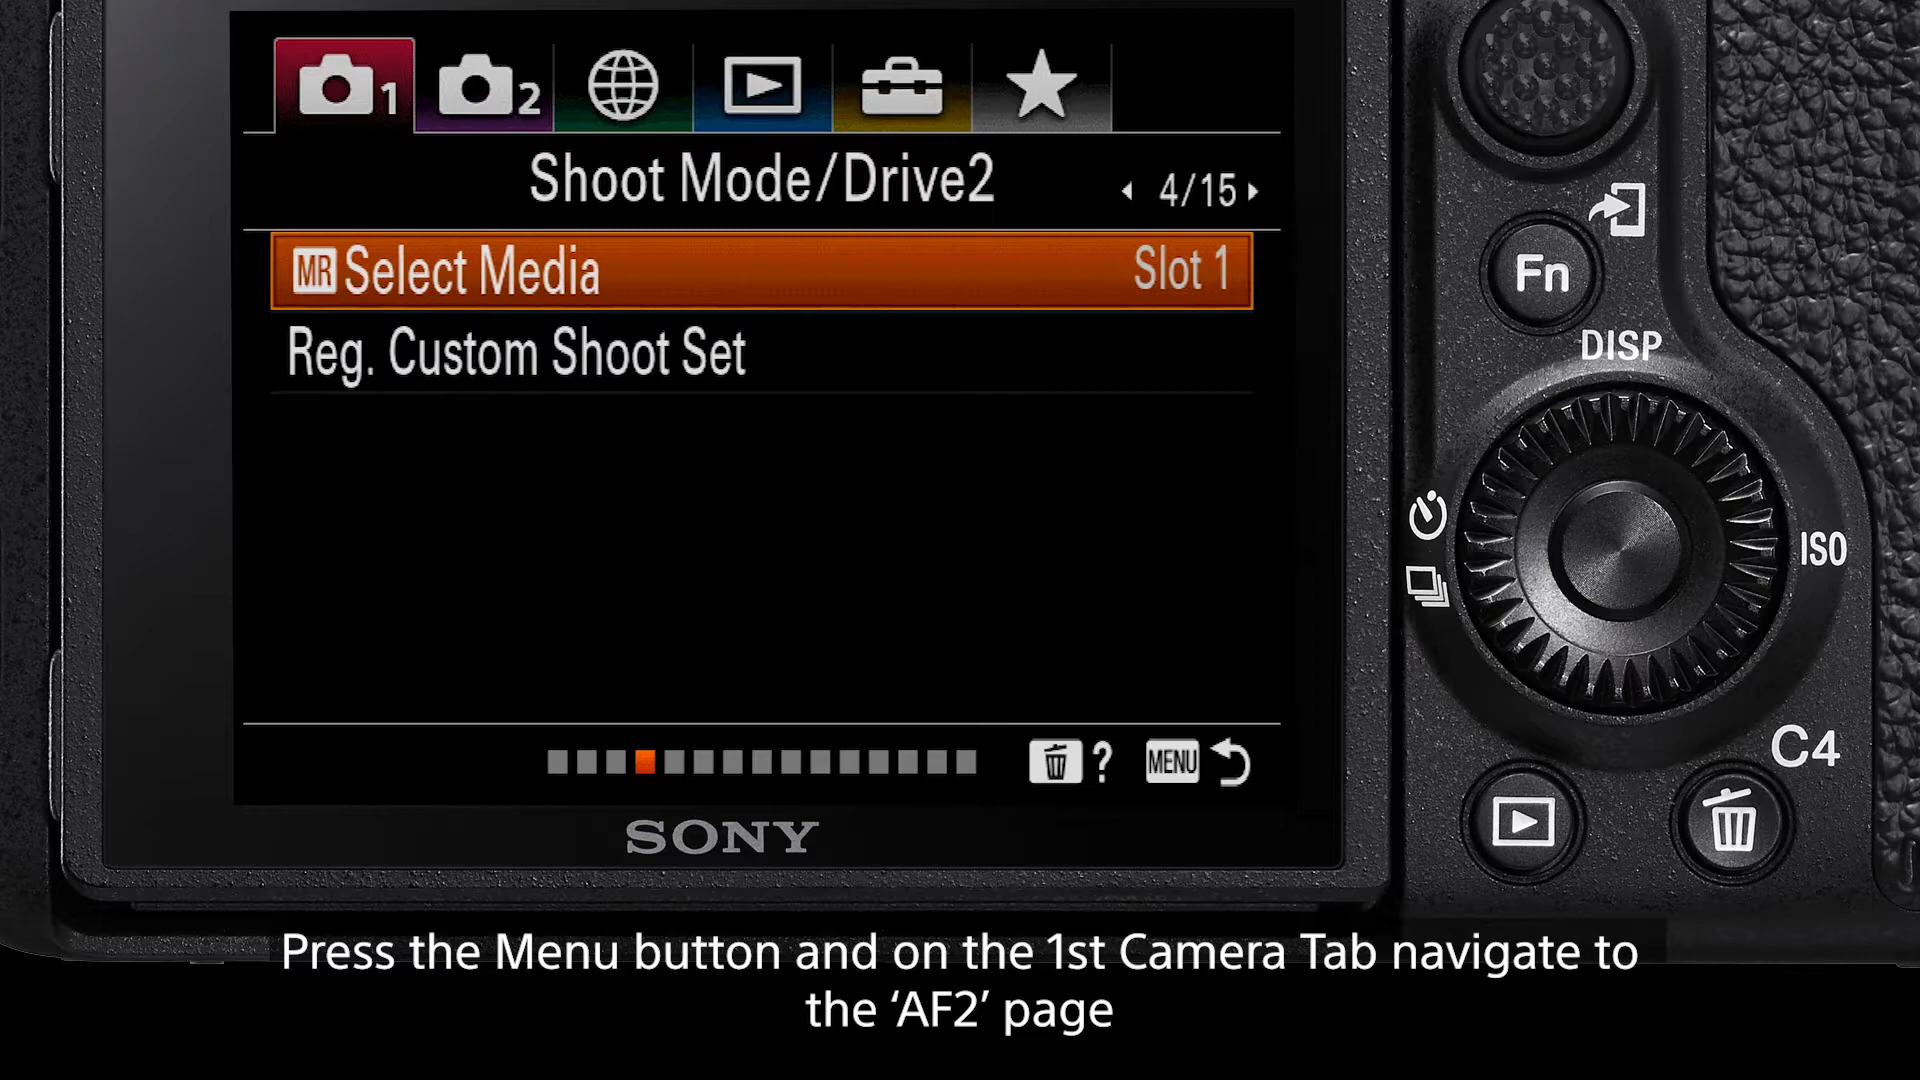 1 2
Shoot Mode/Drive2 4/15
MR Select Media Slot 1
Reg. Custom Shoot Set
? MENU
SONY
Fn
DISP
ISO
C4
Press the Menu button and on the 1st Camera Tab navigate to
the ‘AF2’ page